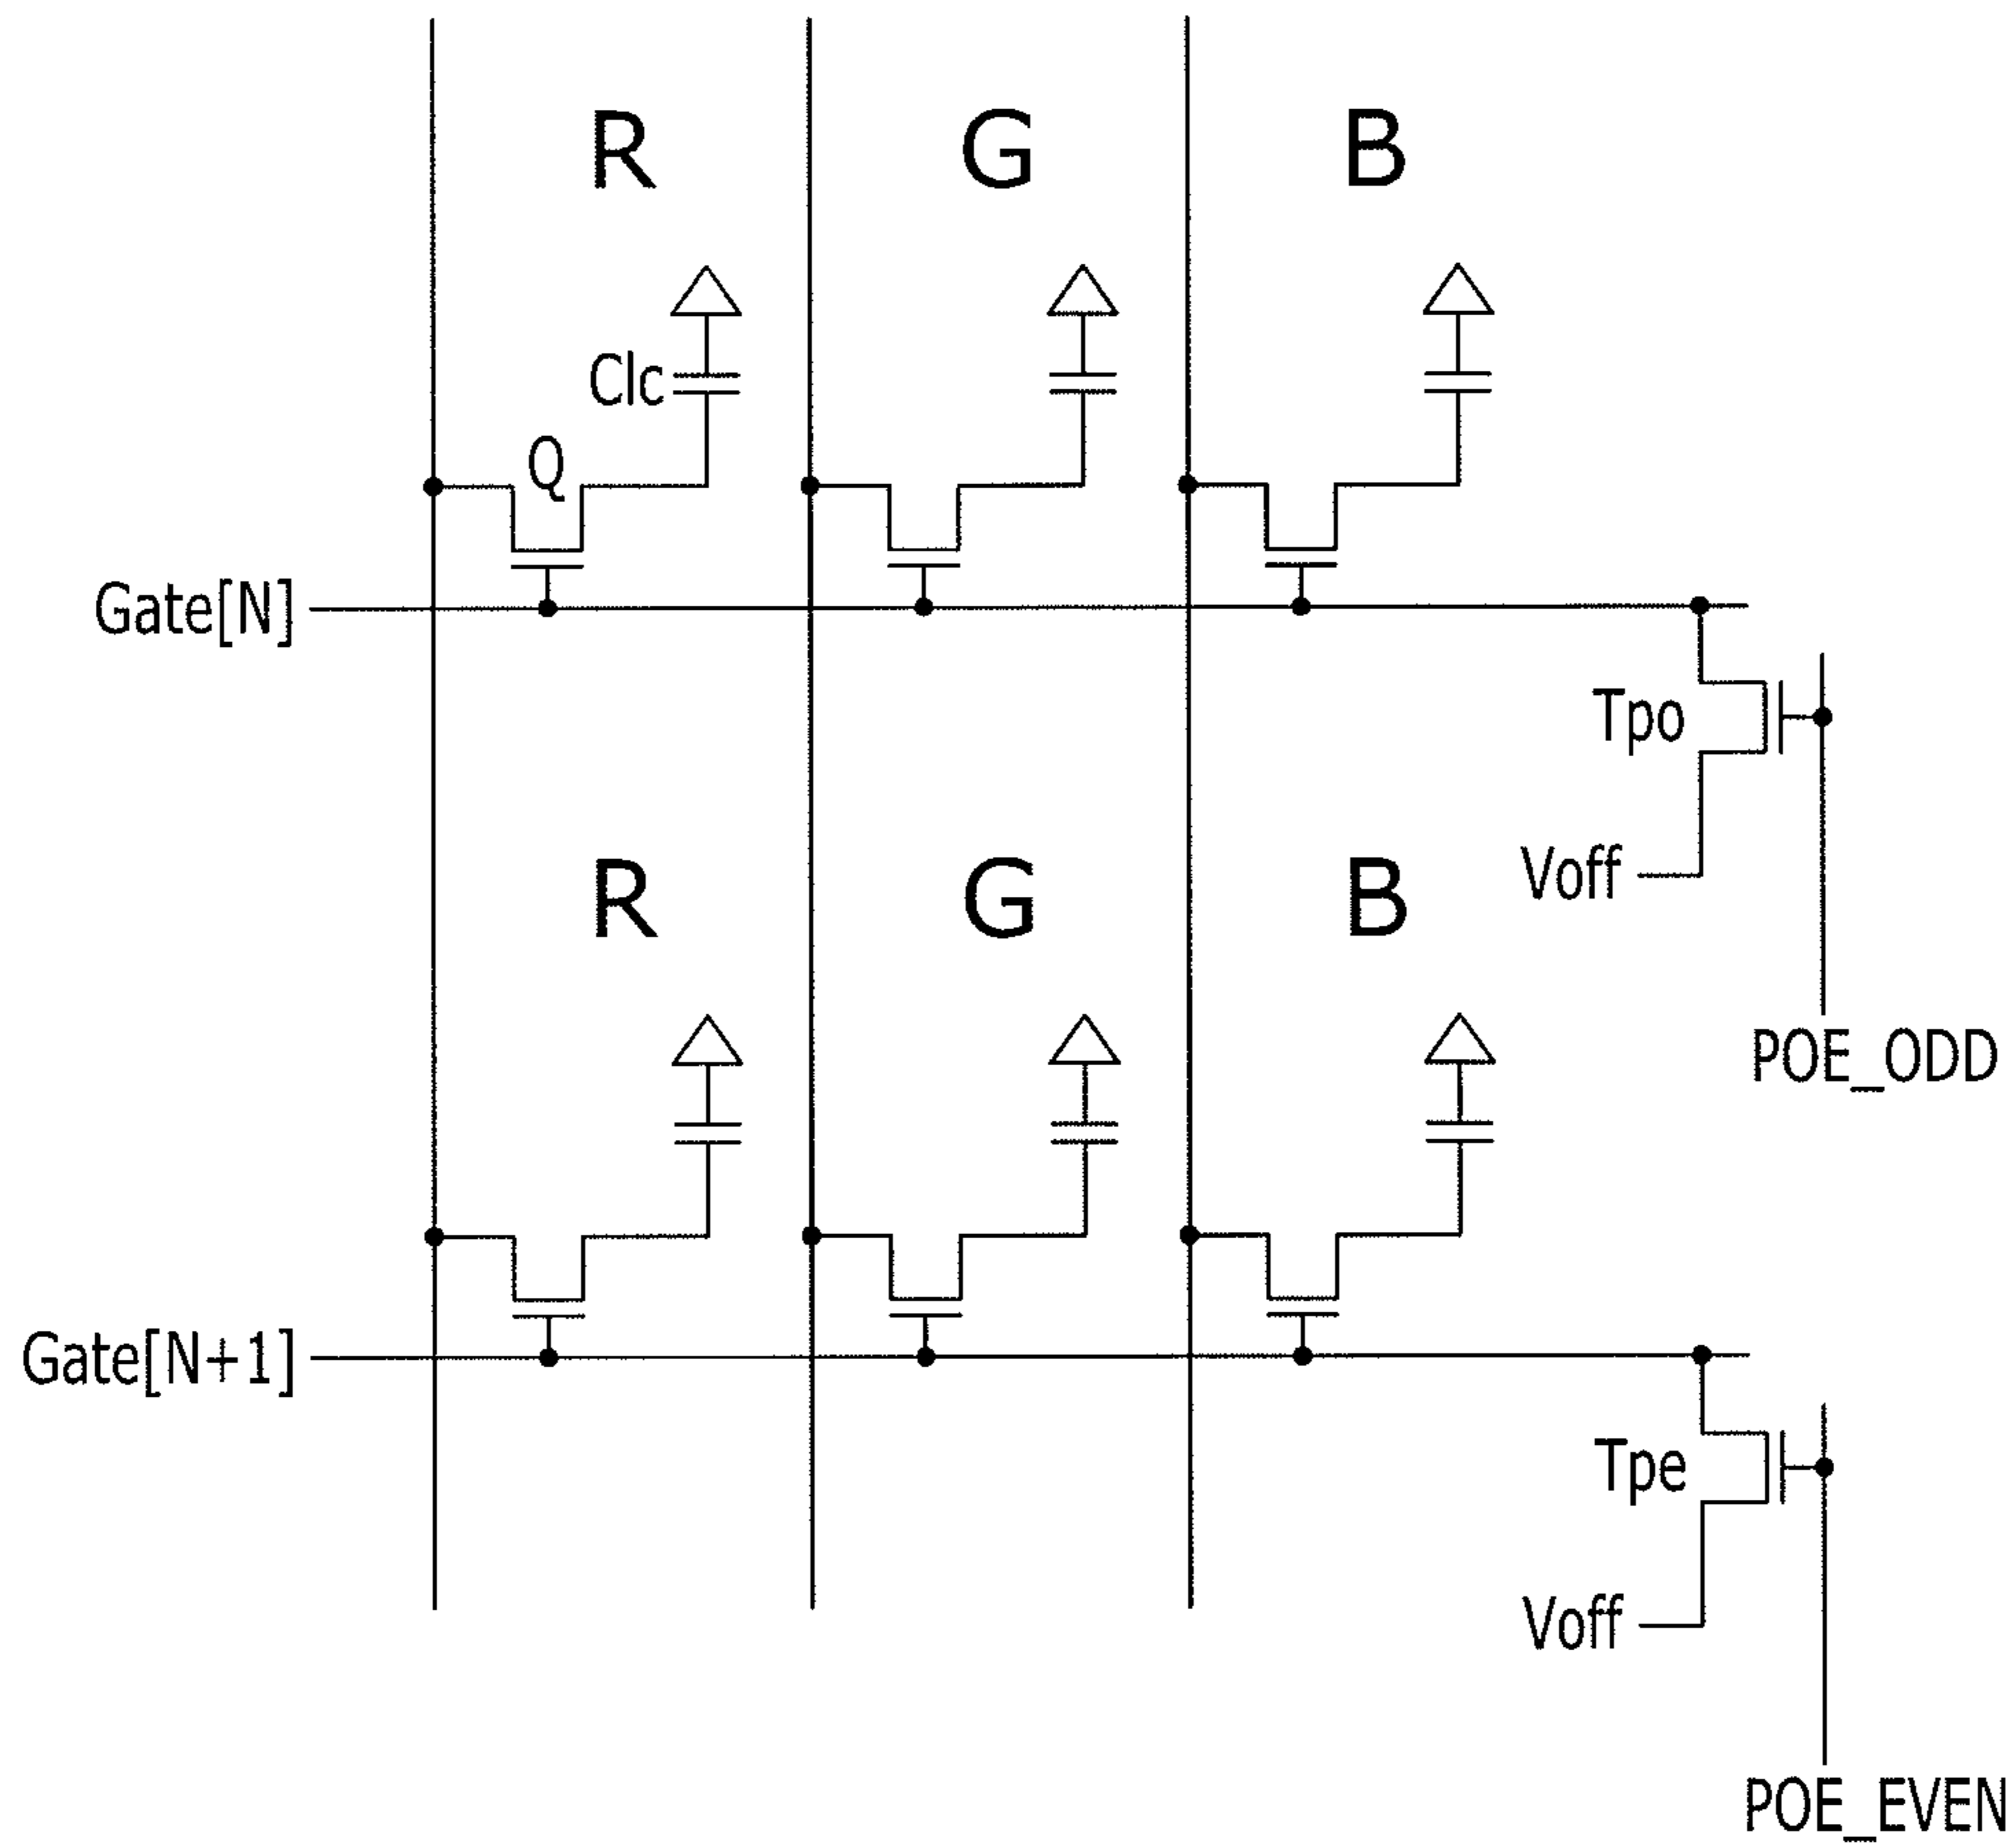 R G B
Clc
Q
Gate[N]
Tpo
Voff
R G B
POE_ODD
Gate[N+1]
Tpe
Voff
POE_EVEN